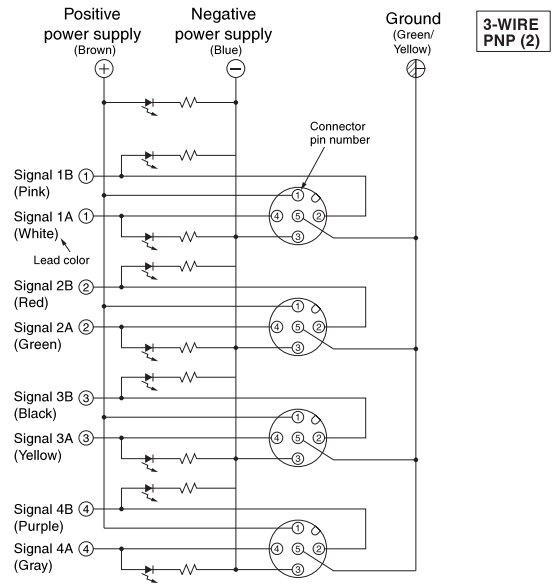 Positive
power supply
(Brown)
+
Negative
power supply
(Blue)
−
Ground
(Green/
Yellow)
3-WIRE
PNP (2)
Connector
pin number
Signal 1B 1
(Pink)
1
Signal 1A 1
(White)
4 5 2
3
Lead color
Signal 2B 2
(Red)
1
Signal 2A 2
(Green)
4 5 2
3
Signal 3B 3
(Black)
1
Signal 3A 3
(Yellow)
4 5 2
3
Signal 4B 4
(Purple)
1
Signal 4A 4
(Gray)
4 5 2
3